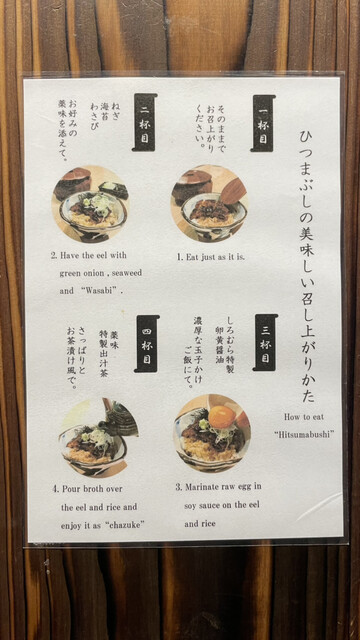 ひつまぶしの美味しい召し上がりかた
How to eat
“Hitsumabushi”
一杯目
そのままで
お召上がり
ください。
1. Eat just as it is.
二杯目
ねぎ
海苔
わさび
お好みの
薬味を添えて。
2. Have the eel with
green onion , seaweed
and “Wasabi” .
三杯目
しろむら特製
卵黄醤油
濃厚な玉子かけ
ご飯にて。
3. Marinate raw egg in
soy sauce on the eel
and rice
四杯目
薬味
特製出汁茶
さっぱりと
お茶漬け風で。
4. Pour broth over
the eel and rice and
enjoy it as “chazuke”